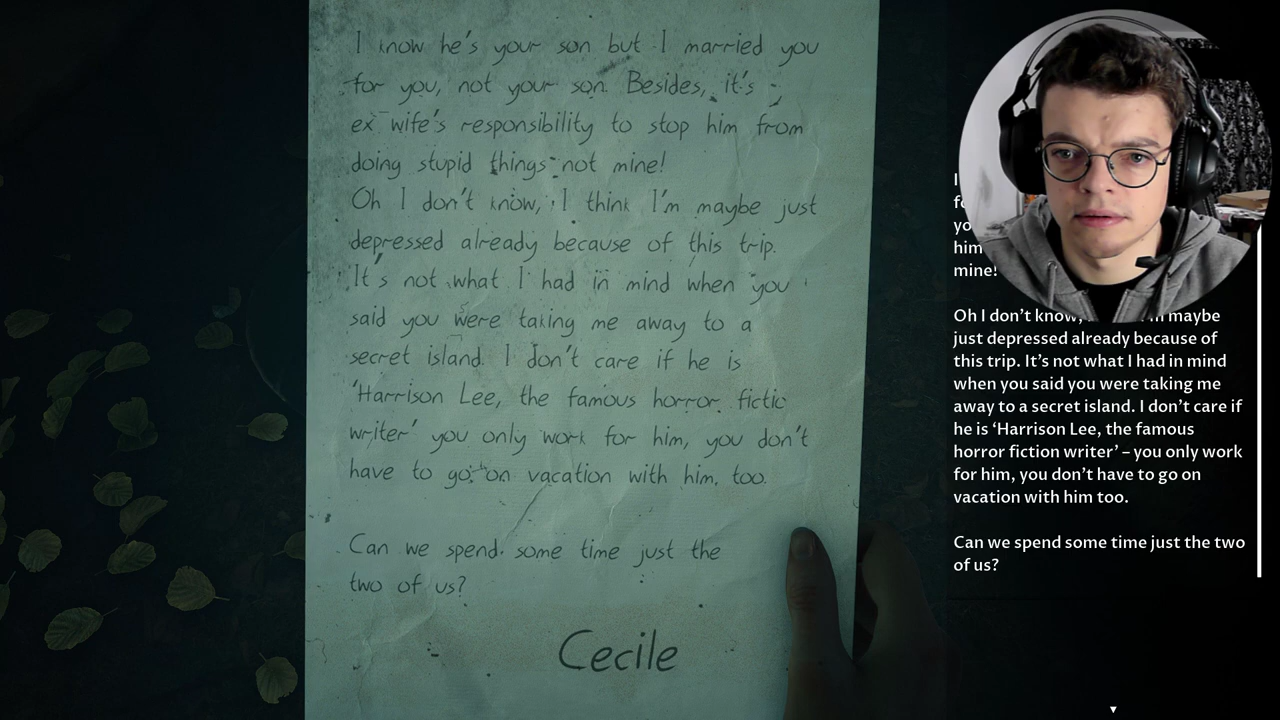 I know he's your son but I married you
for you, not your son. Besides, it's
ex wife's responsibility to stop him from
doing stupid things not mine!
Oh I don't know, I think I'm maybe just
depressed already because of this trip.
It's not what I had in mind when you
said you were taking me away to a
secret island. I don't care if he is
'Harrison Lee, the famous horror fictic
writer' you only work for him, you don't
have to go on vacation with him, too.
Can we spend some time just the
two of us?
Cecile
him
mine!
Oh I don't know, maybe
just depressed already because of
this trip. It's not what I had in mind
when you said you were taking me
away to a secret island. I don't care if
he is ‘Harrison Lee, the famous
horror fiction writer’ – you only work
for him, you don't have to go on
vacation with him too.
Can we spend some time just the two
of us?